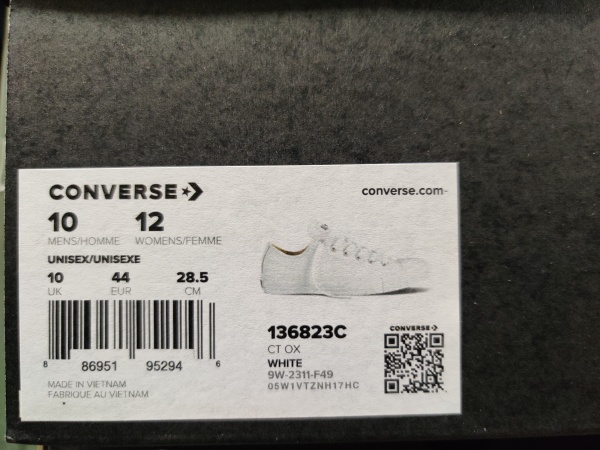 CONVERSE
converse.com
10 12
MENS/HOMME WOMENS/FEMME
UNISEX/UNISEXE
10 44 28.5
UK EUR CM
8 86951 95294 6
136823C
CT OX
WHITE
9W-2311-F49
05W1VTZNH17HC
CONVERSE
MADE IN VIETNAM
FABRIQUE AU VIETNAM